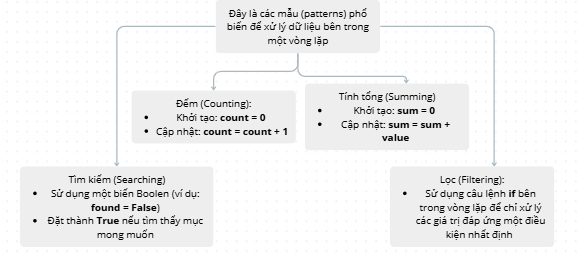 Đây là các mẫu (patterns) phổ
biến để xử lý dữ liệu bên trong
một vòng lặp
Đếm (Counting):
• Khởi tạo: count = 0
• Cập nhật: count = count + 1
Tính tổng (Summing)
• Khởi tạo: sum = 0
• Cập nhật: sum = sum +
value
Tìm kiếm (Searching)
• Sử dụng một biến Boolen (ví dụ:
found = False)
• Đặt thành True nếu tìm thấy mục
mong muốn
Lọc (Filtering):
• Sử dụng câu lệnh if bên
trong vòng lặp để chỉ xử lý
các giá trị đáp ứng một điều
kiện nhất định